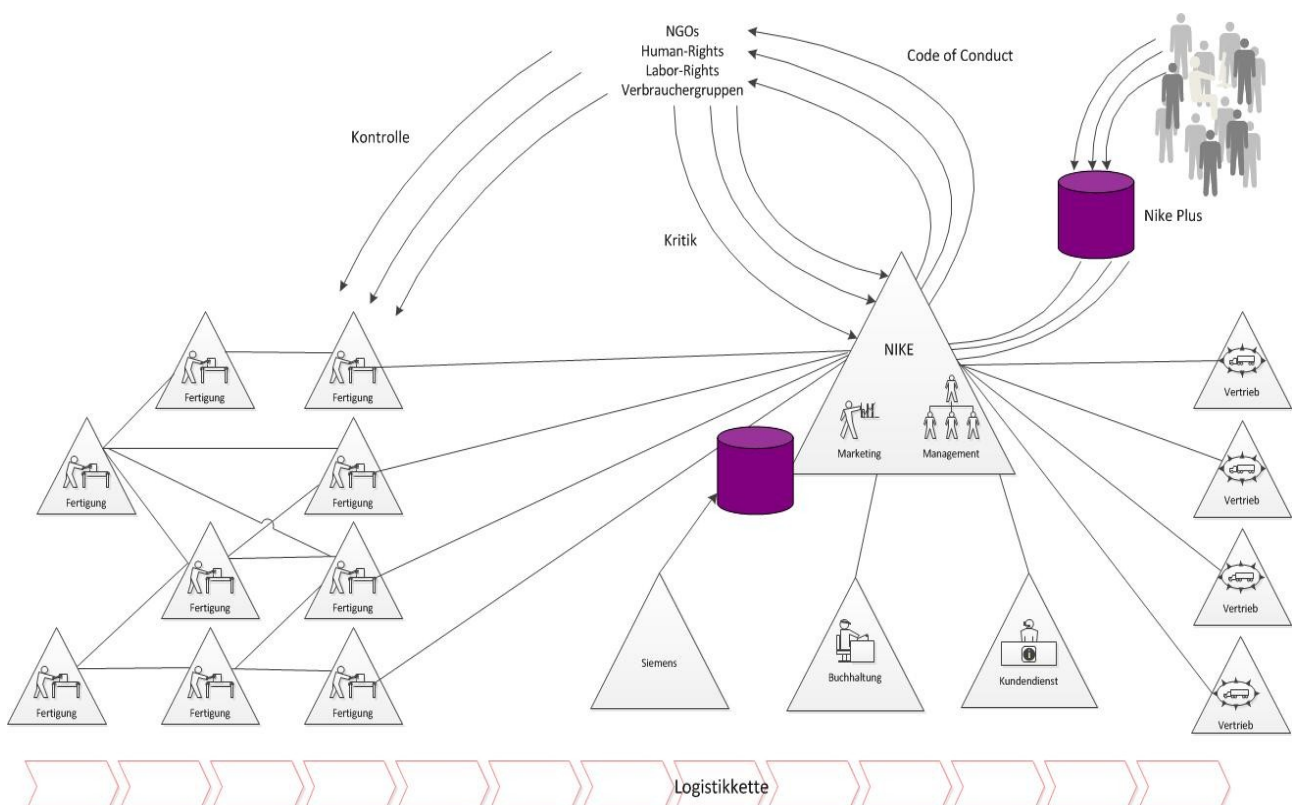 NGOs
Human-Rights
Labor-Rights
Verbrauchergruppen
Code of Conduct
Kontrolle
Nike Plus
Kritik
NIKE
Marketing
Management
Fertigung
Fertigung
Fertigung
Fertigung
Fertigung
Fertigung
Fertigung
Fertigung
Fertigung
Siemens
Buchhaltung
Kundendienst
Vertrieb
Vertrieb
Vertrieb
Vertrieb
Logistikkette